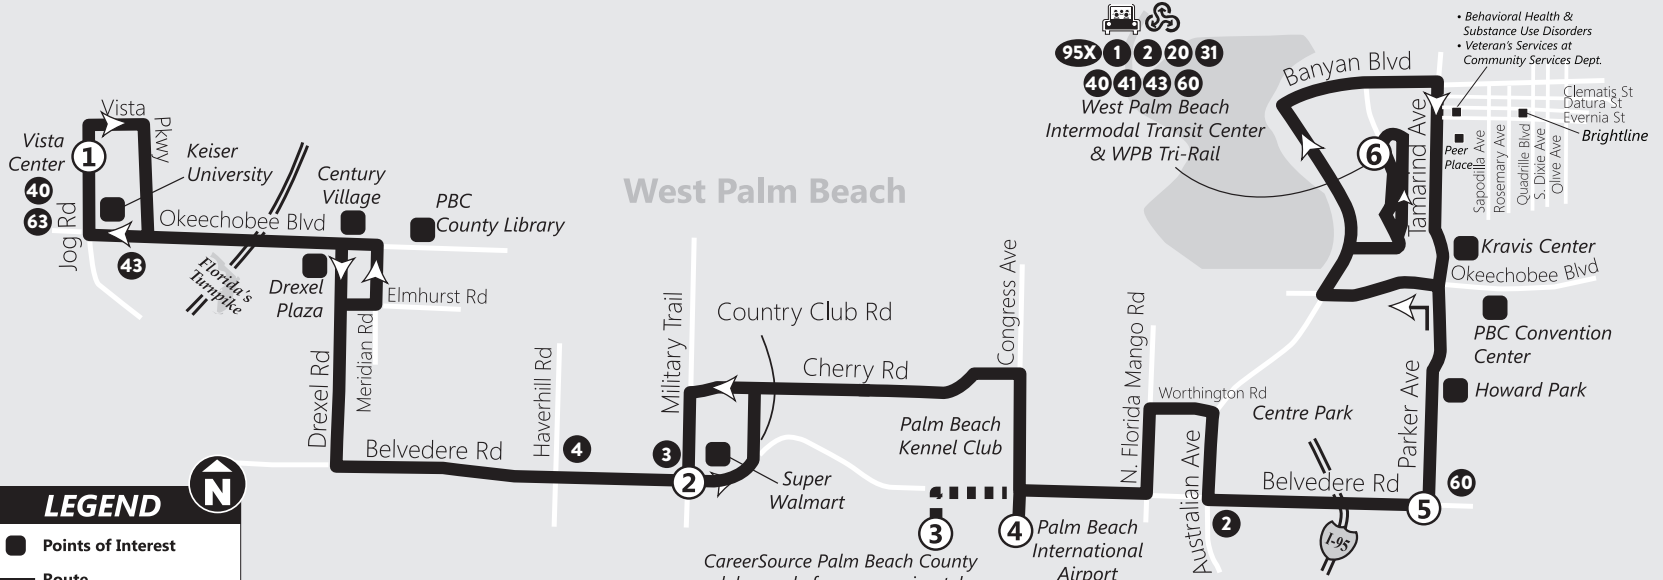 95X 1 2 20 31
40 41 43 60
West Palm Beach
Intermodal Transit Center
& WPB Tri-Rail
• Behavioral Health &
Substance Use Disorders
• Veteran's Services at
Community Services Dept.
Banyan Blvd
Clematis St
Datura St
Evernia St
Brightline
Peer
Place
Sapodilla Ave
Rosemary Ave
Quadrille Blvd
S. Dixie Ave
Olive Ave
Tamarind Ave
6
Vista
Pkwy
Vista
Center
1
40
63
Jog Rd
Keiser
University
43
Okeechobee Blvd
Florida's
Turnpike
Century
Village
PBC
County Library
Drexel
Plaza
Elmhurst Rd
Meridian Rd
Drexel Rd
West Palm Beach
Kravis Center
Okeechobee Blvd
PBC Convention
Center
Howard Park
Parker Ave
Military Trail
Country Club Rd
Congress Ave
Cherry Rd
Haverhill Rd
N. Florida Mango Rd
Worthington Rd
Centre Park
Palm Beach
Kennel Club
Belvedere Rd
4
3
2
Super
Walmart
3
4
Palm Beach
International
Airport
Australian Ave
2
Belvedere Rd
I-95
5
60
CareerSource Palm Beach County
N
LEGEND
Points of Interest
Route